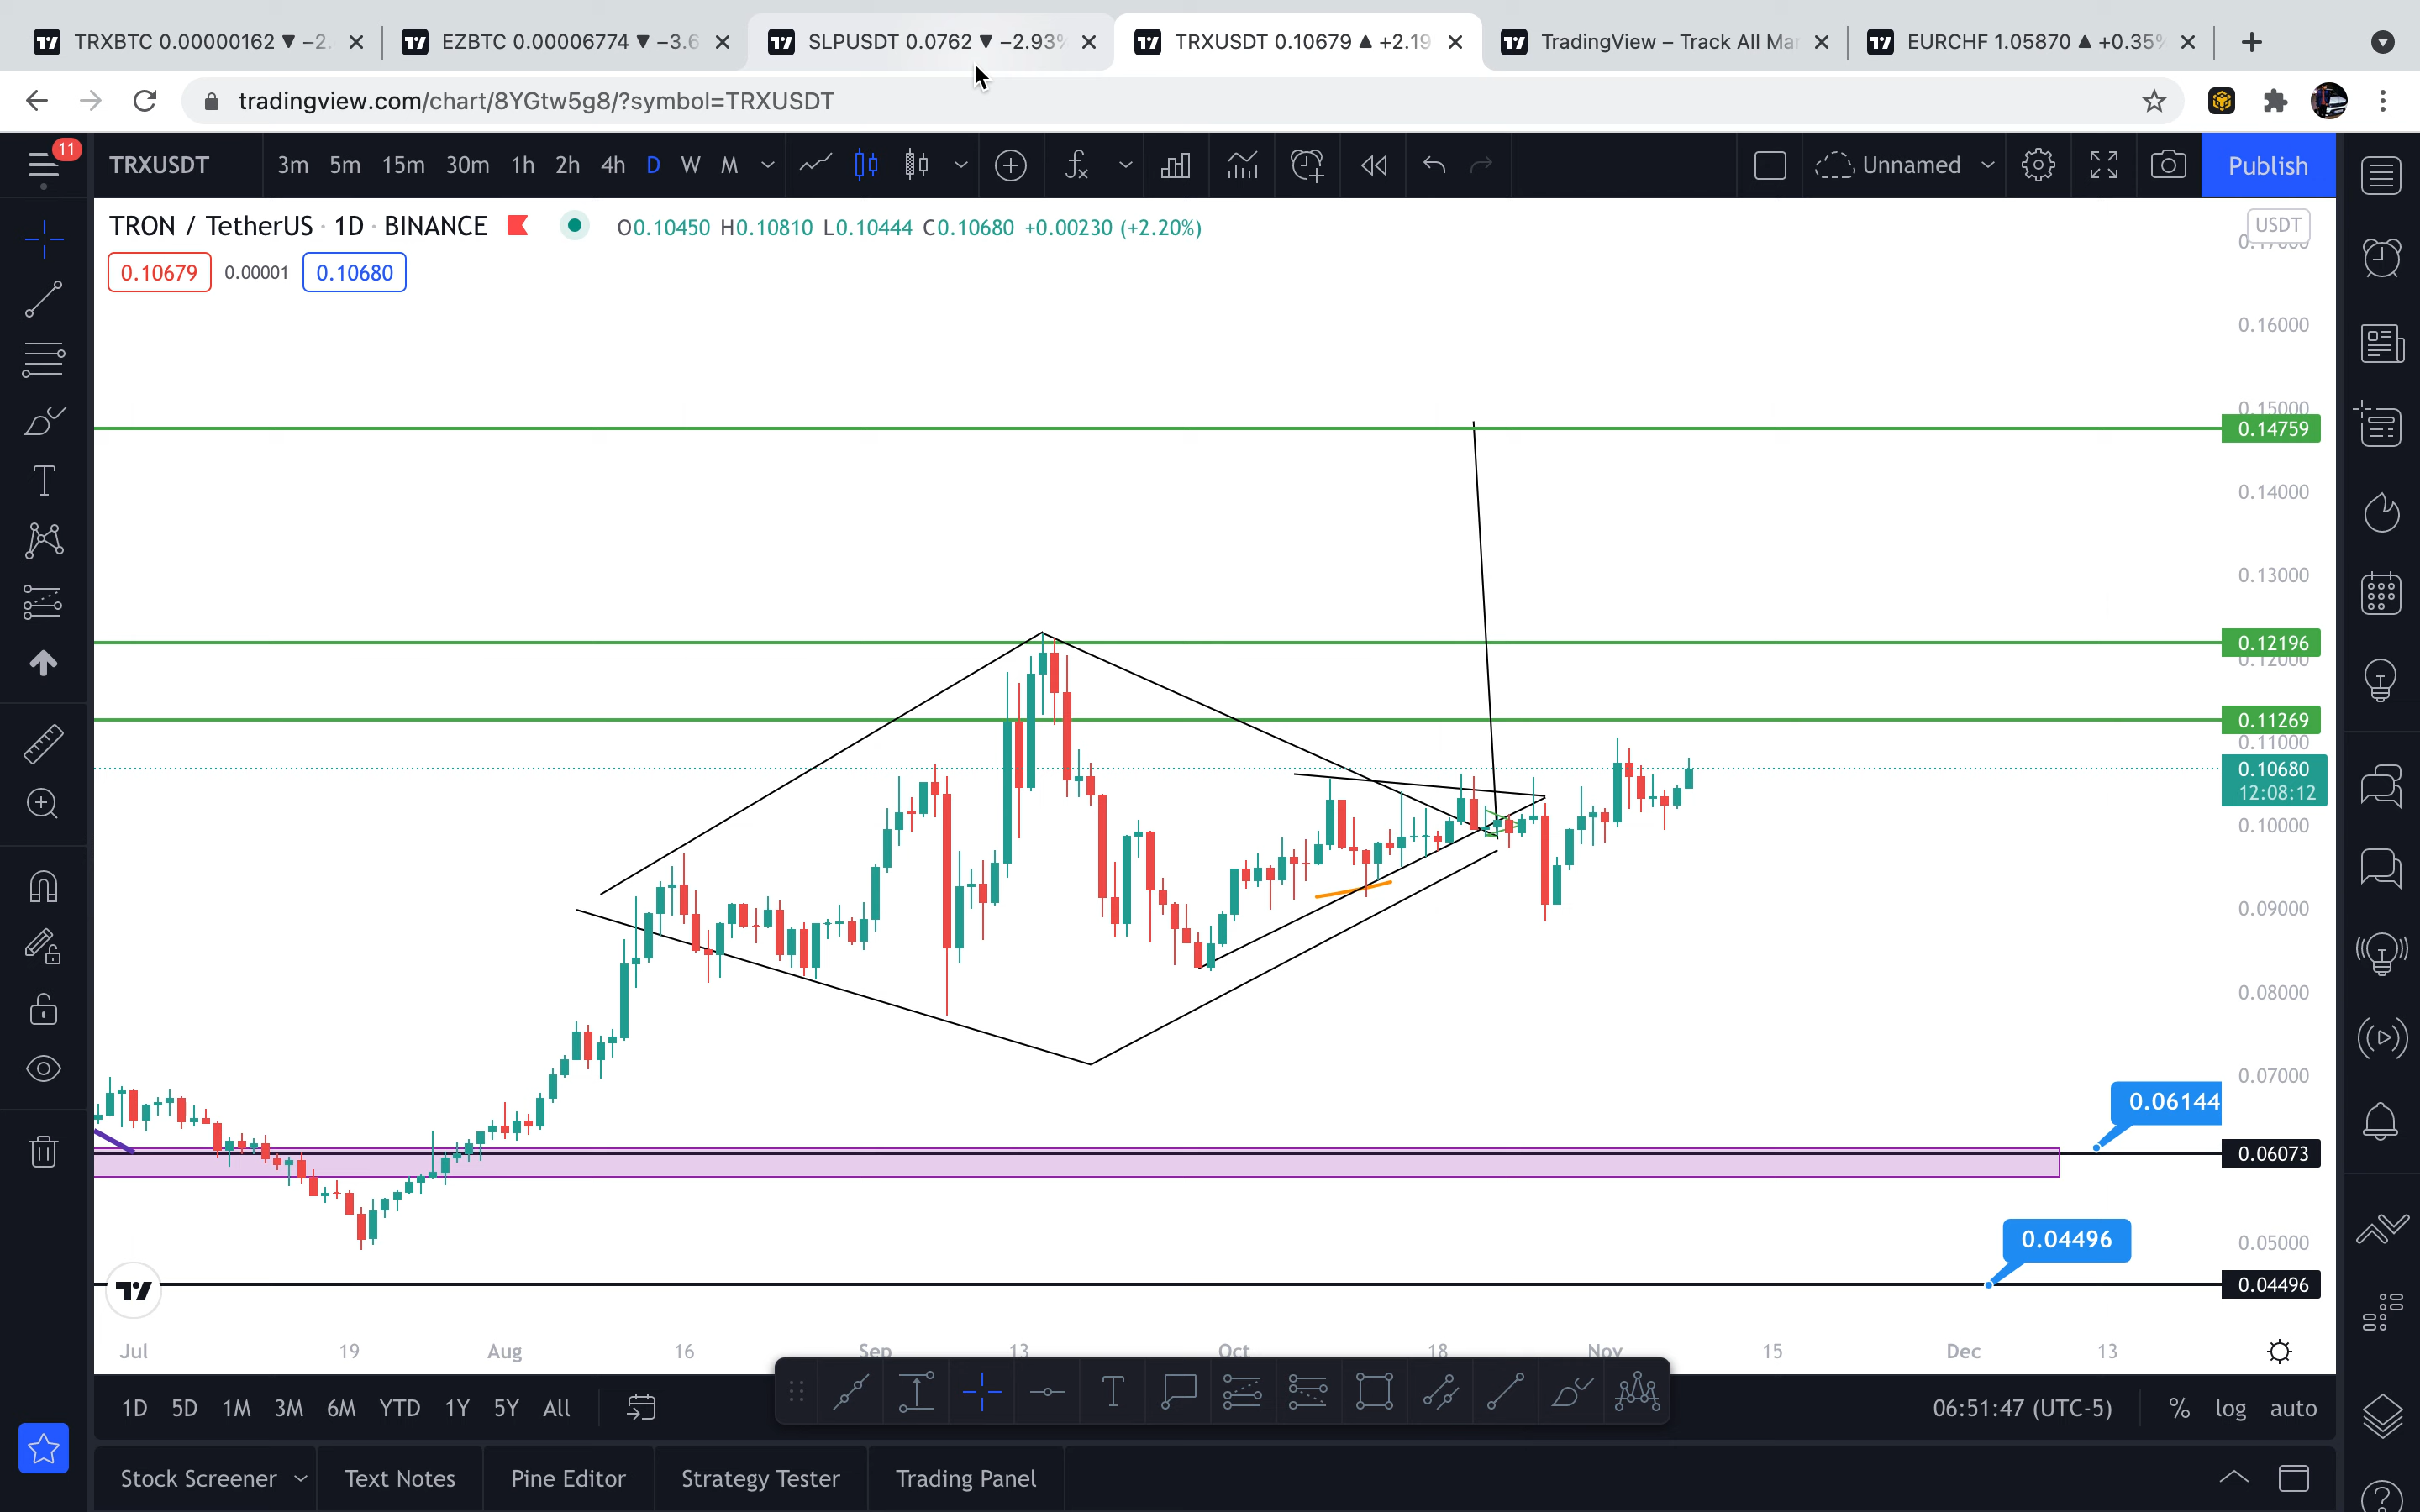 TRXBTC 0.00000162 ▼ −2.
EZBTC 0.00006774 ▼ −3.6
SLPUSDT 0.0762 ▼ −2.93%
TRXUSDT 0.10679 ▲ +2.19
TradingView – Track All Mar
EURCHF 1.05870 ▲ +0.35%
tradingview.com/chart/8YGtw5g8/?symbol=TRXUSDT
11
TRXUSDT
3m 5m 15m 30m 1h 2h 4h D W M
Unnamed
Publish
TRON / TetherUS · 1D · BINANCE
O0.10450 H0.10810 L0.10444 C0.10680 +0.00230 (+2.20%)
USDT
0.10679 0.00001 0.10680
0.17000
0.16000
0.15000
0.14759
0.14000
0.13000
0.12196
0.12000
0.11269
0.11000
0.10680
12:08:12
0.10000
0.09000
0.08000
0.07000
0.06144
0.06073
0.04496
0.05000
0.04496
Jul 19 Aug 16 Sep 13 Oct 18 Nov 15 Dec 13
1D 5D 1M 3M 6M YTD 1Y 5Y All
06:51:47 (UTC-5) % log auto
Stock Screener Text Notes Pine Editor Strategy Tester Trading Panel